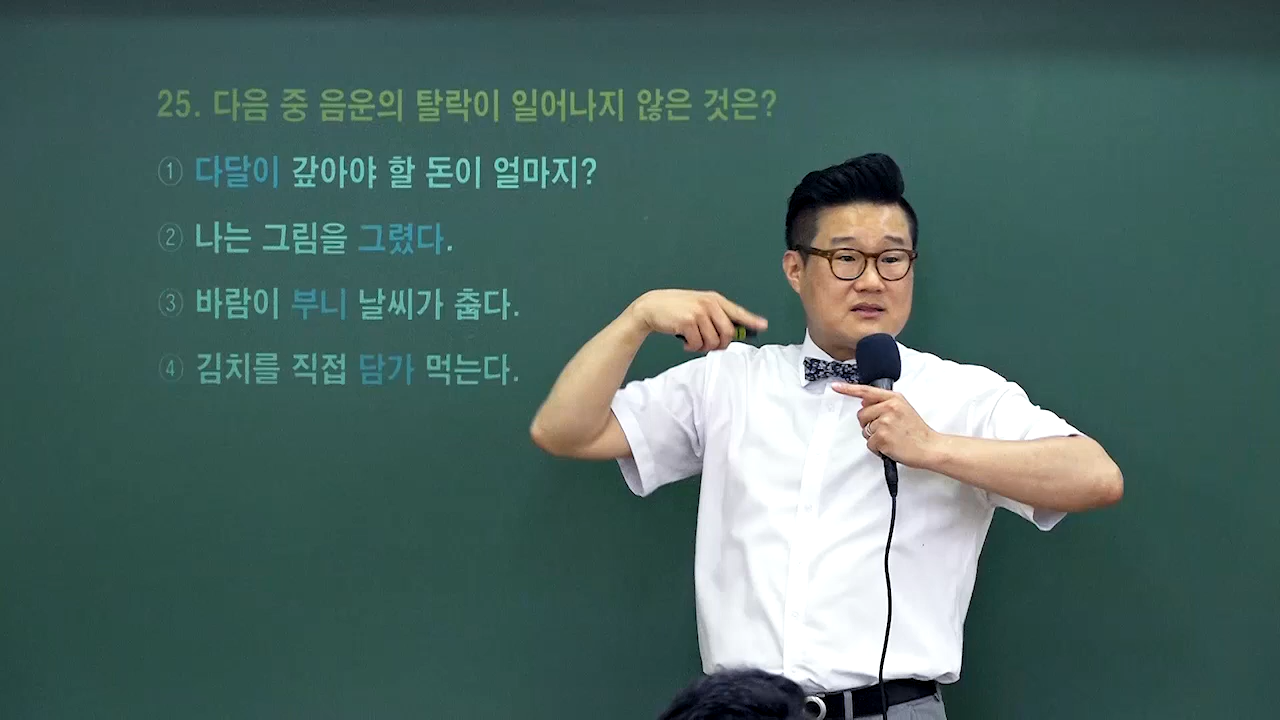 25. 다음 중 음운의 탈락이 일어나지 않은 것은?
① 다달이 갚아야 할 돈이 얼마지?
② 나는 그림을 그렸다.
③ 바람이 부니 날씨가 춥다.
④ 김치를 직접 담가 먹는다.